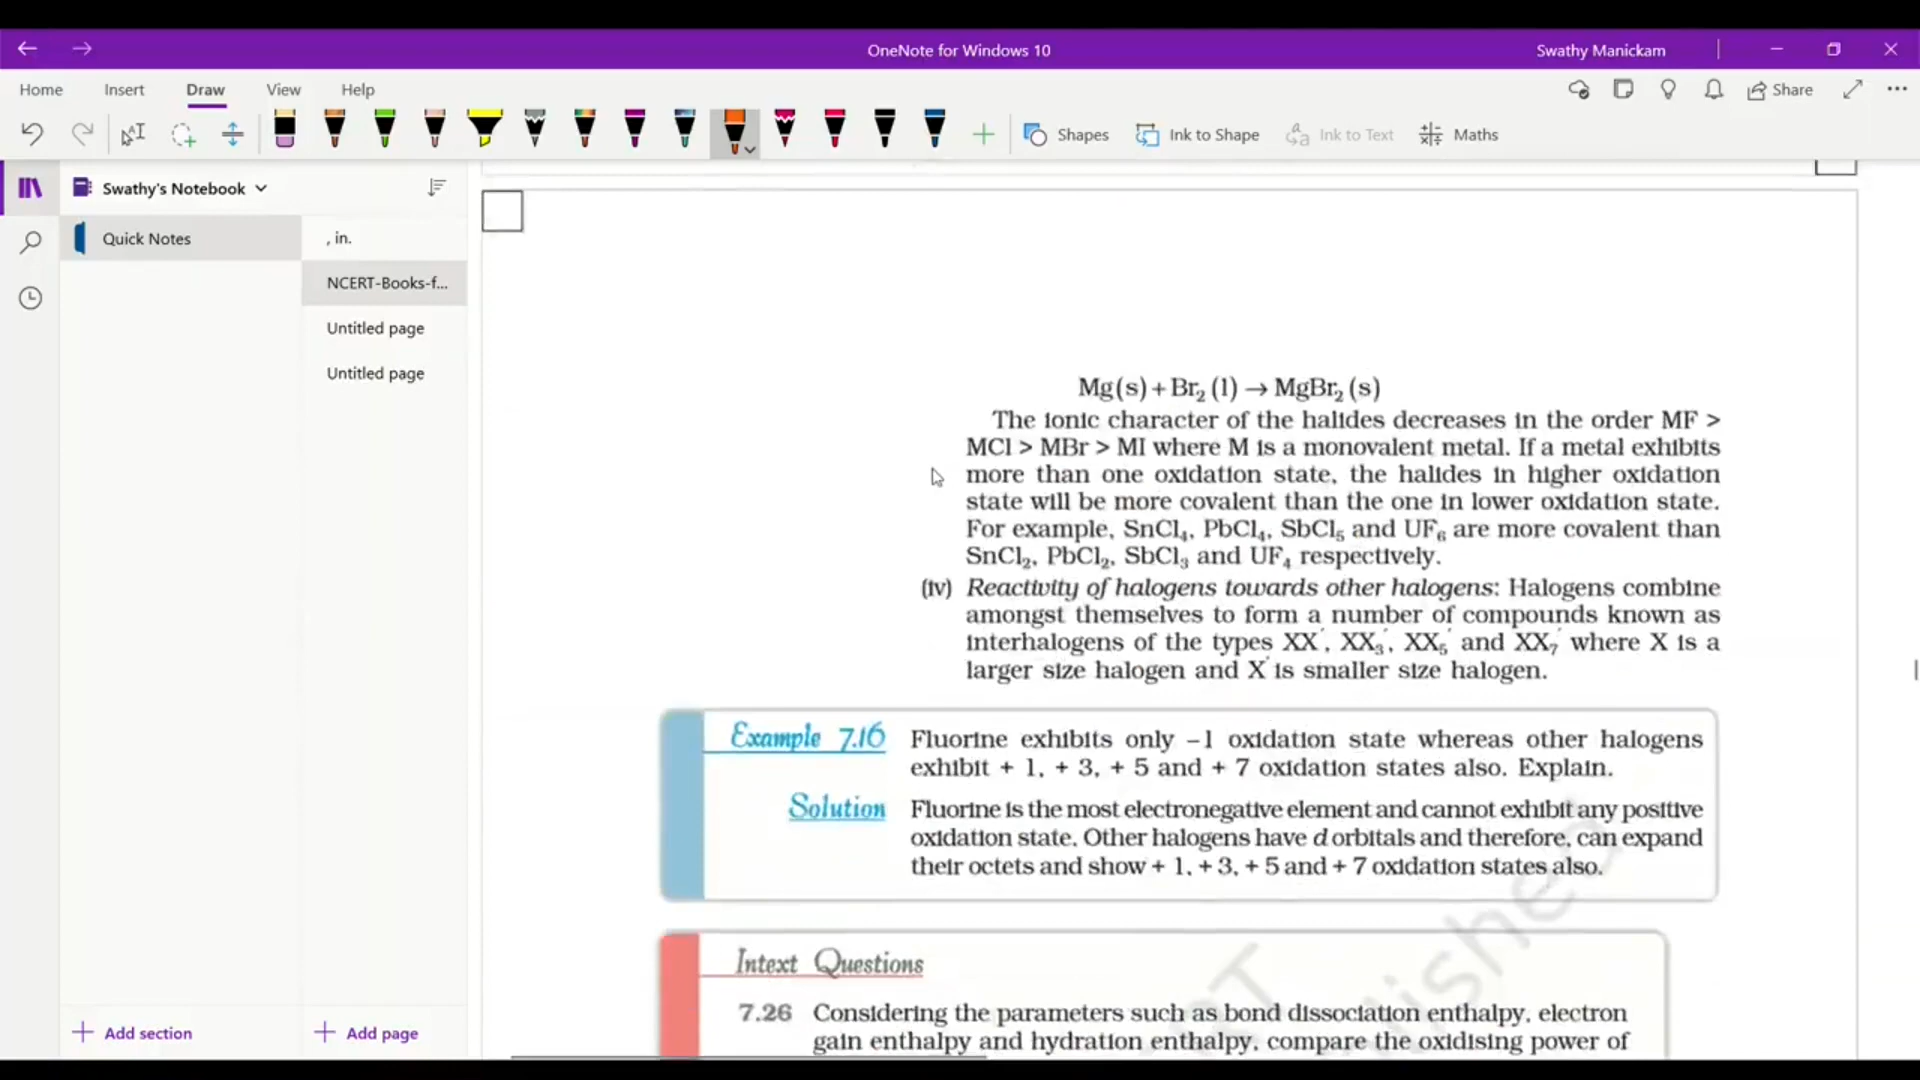 OneNote for Windows 10
Swathy Manickam
Home Insert Draw View Help
Share
Shapes Ink to Shape Ink to Text Maths
Swathy's Notebook
Quick Notes
, in.
NCERT-Books-f...
Untitled page
Untitled page
Mg(s) + Br₂ (l) → MgBr₂ (s)
The ionic character of the halides decreases in the order MF >
MCl > MBr > MI where M is a monovalent metal. If a metal exhibits
more than one oxidation state, the halides in higher oxidation
state will be more covalent than the one in lower oxidation state.
For example, SnCl₄, PbCl₄, SbCl₅ and UF₆ are more covalent than
SnCl₂, PbCl₂, SbCl₃ and UF₄ respectively.
(iv) Reactivity of halogens towards other halogens: Halogens combine
amongst themselves to form a number of compounds known as
interhalogens of the types XX′, XX₃′, XX₅′ and XX₇′ where X is a
larger size halogen and X′ is smaller size halogen.
Example 7.16 Fluorine exhibits only –1 oxidation state whereas other halogens
exhibit + 1, + 3, + 5 and + 7 oxidation states also. Explain.
Solution Fluorine is the most electronegative element and cannot exhibit any positive
oxidation state. Other halogens have d orbitals and therefore, can expand
their octets and show + 1, + 3, + 5 and + 7 oxidation states also.
Intext Questions
7.26 Considering the parameters such as bond dissociation enthalpy, electron
gain enthalpy and hydration enthalpy, compare the oxidising power of
Add section
Add page